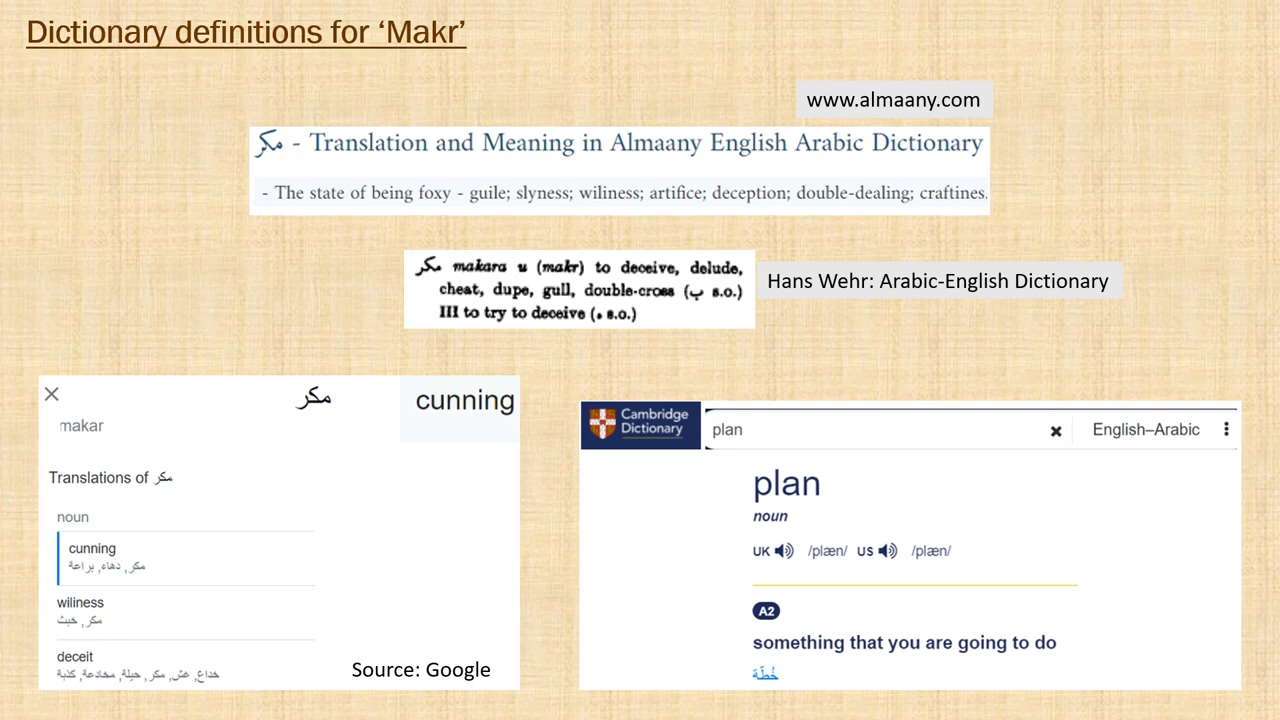 Dictionary definitions for ‘Makr’
www.almaany.com
مكر - Translation and Meaning in Almaany English Arabic Dictionary
- The state of being foxy - guile; slyness; wiliness; artifice; deception; double-dealing; craftines.
مكر makara u (makr) to deceive, delude,
cheat, dupe, gull, double-cross (ب s.o.)
III to try to deceive (ه s.o.)
Hans Wehr: Arabic-English Dictionary
مكر
cunning
makar
Translations of مكر
noun
cunning
مكر, دهاء, براعة
wiliness
مكر, خبث
deceit
خداع, غش, مكر, حيلة, مخادعة, كذبة
Source: Google
Cambridge
Dictionary
plan
English–Arabic
plan
noun
UK /plæn/ US /plæn/
A2
something that you are going to do
خُطّة